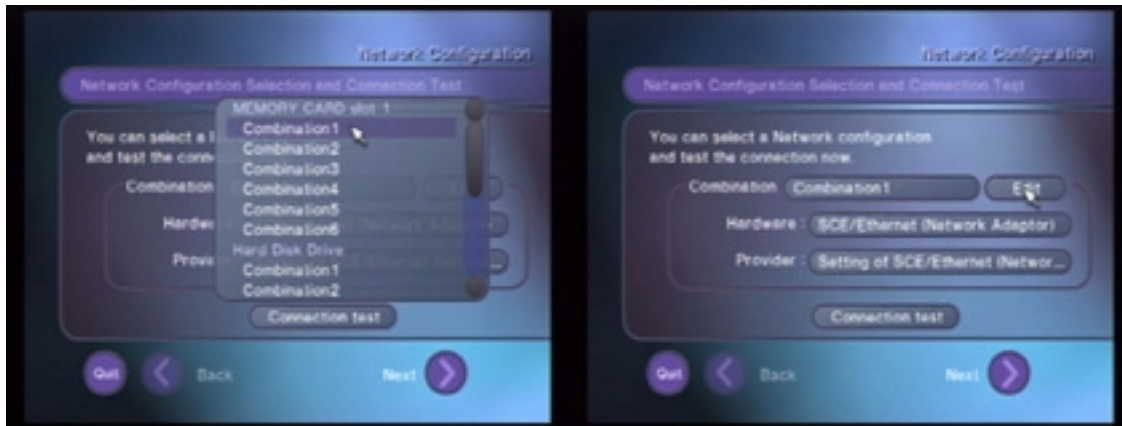 Network Configuration
Network Configuration Selection and Connection Test
MEMORY CARD slot 1
You can select a
and test the conn
Combination1
Combination2
Combination3
Combination4
Combination5
Combination6
Hard Disk Drive
Combination1
Combination2
Combination
Hardw
Provi
Connection test
Quit
Back
Next
Network Configuration
Network Configuration Selection and Connection Test
You can select a Network configuration
and test the connection now.
Combination Combination1 Edit
Hardware : SCE/Ethernet (Network Adaptor)
Provider : Setting of SCE/Ethernet (Networ...
Connection test
Quit
Back
Next